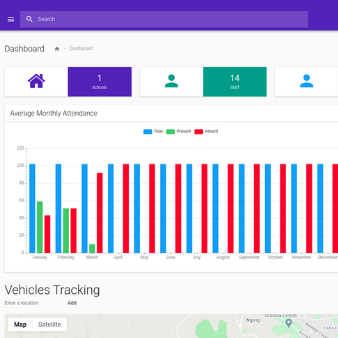 Search
Dashboard
Dashboard
1
Schools
14
Staff
Average Monthly Attendance
Total Present Absent
120
100
80
60
40
20
0
January February March April May June July August September October November December
Vehicles Tracking
Enter a location Add
Map Satellite
Ngong